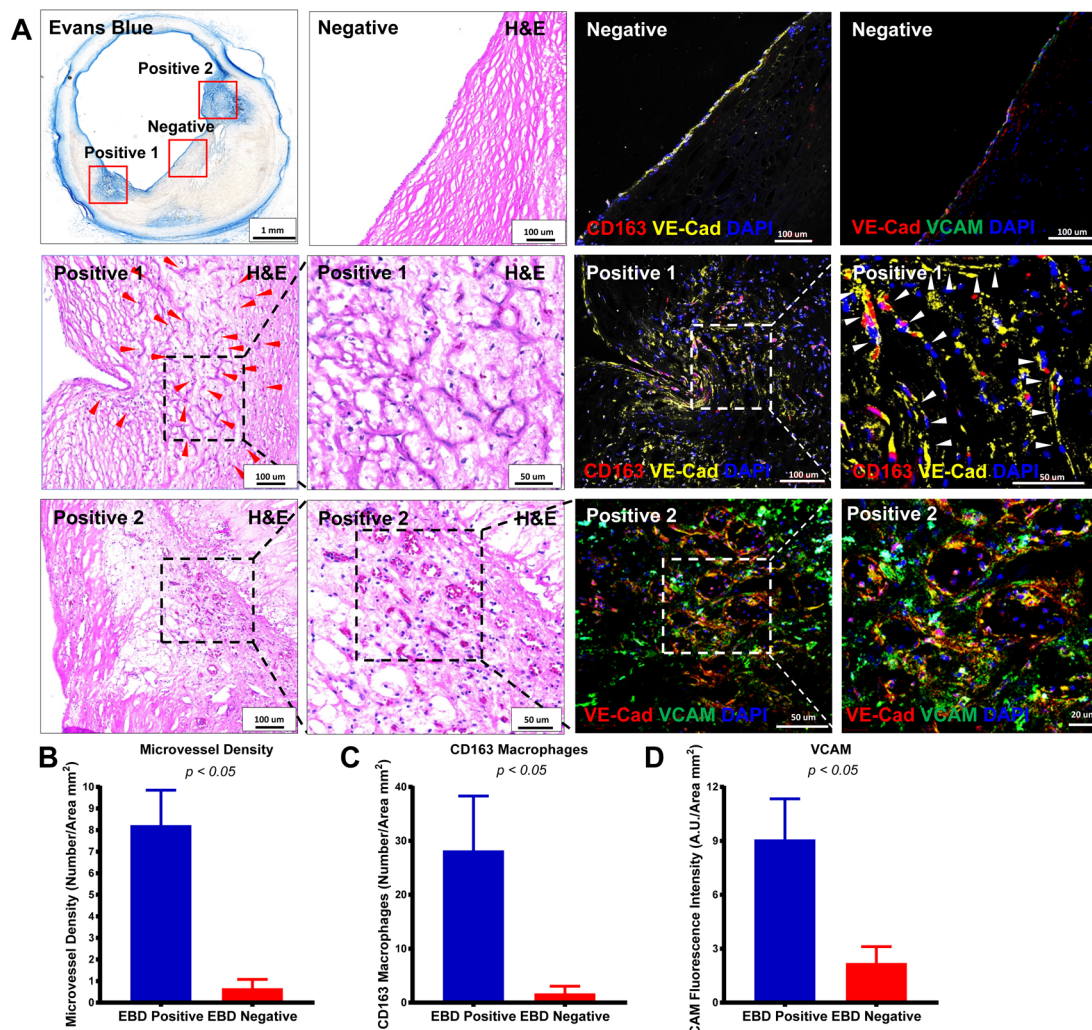 A
Evans Blue
Positive 2
Negative
Positive 1
1 mm
Negative
H&E
100 um
Negative
CD163 VE-Cad DAPI
100 um
Negative
VE-Cad VCAM DAPI
100 um
Positive 1
H&E
100 um
Positive 1
H&E
50 um
Positive 1
CD163 VE-Cad DAPI
100 um
Positive 1
CD163 VE-Cad DAPI
50 um
Positive 2
H&E
100 um
Positive 2
H&E
50 um
Positive 2
VE-Cad VCAM DAPI
50 um
Positive 2
VE-Cad VCAM DAPI
20 um
B
Microvessel Density
p < 0.05
Microvessel Density (Number/Area mm²)
10
9
8
7
6
5
4
3
2
1
0
EBD Positive EBD Negative
C
CD163 Macrophages
p < 0.05
CD163 Macrophages (Number/Area mm²)
40
30
20
10
0
EBD Positive EBD Negative
D
VCAM
p < 0.05
CAM Fluorescence Intensity (A.U./Area mm²)
12
9
6
3
0
EBD Positive EBD Negative